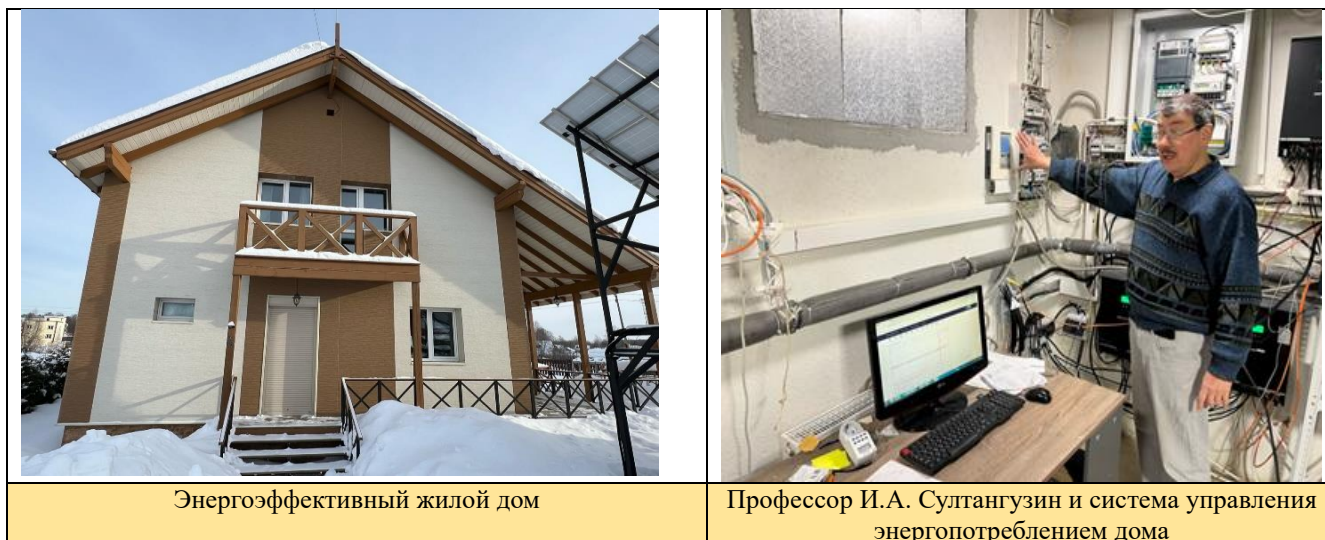 Энергоэффективный жилой дом
Профессор И.А. Султангузин и система управления
энергопотреблением дома